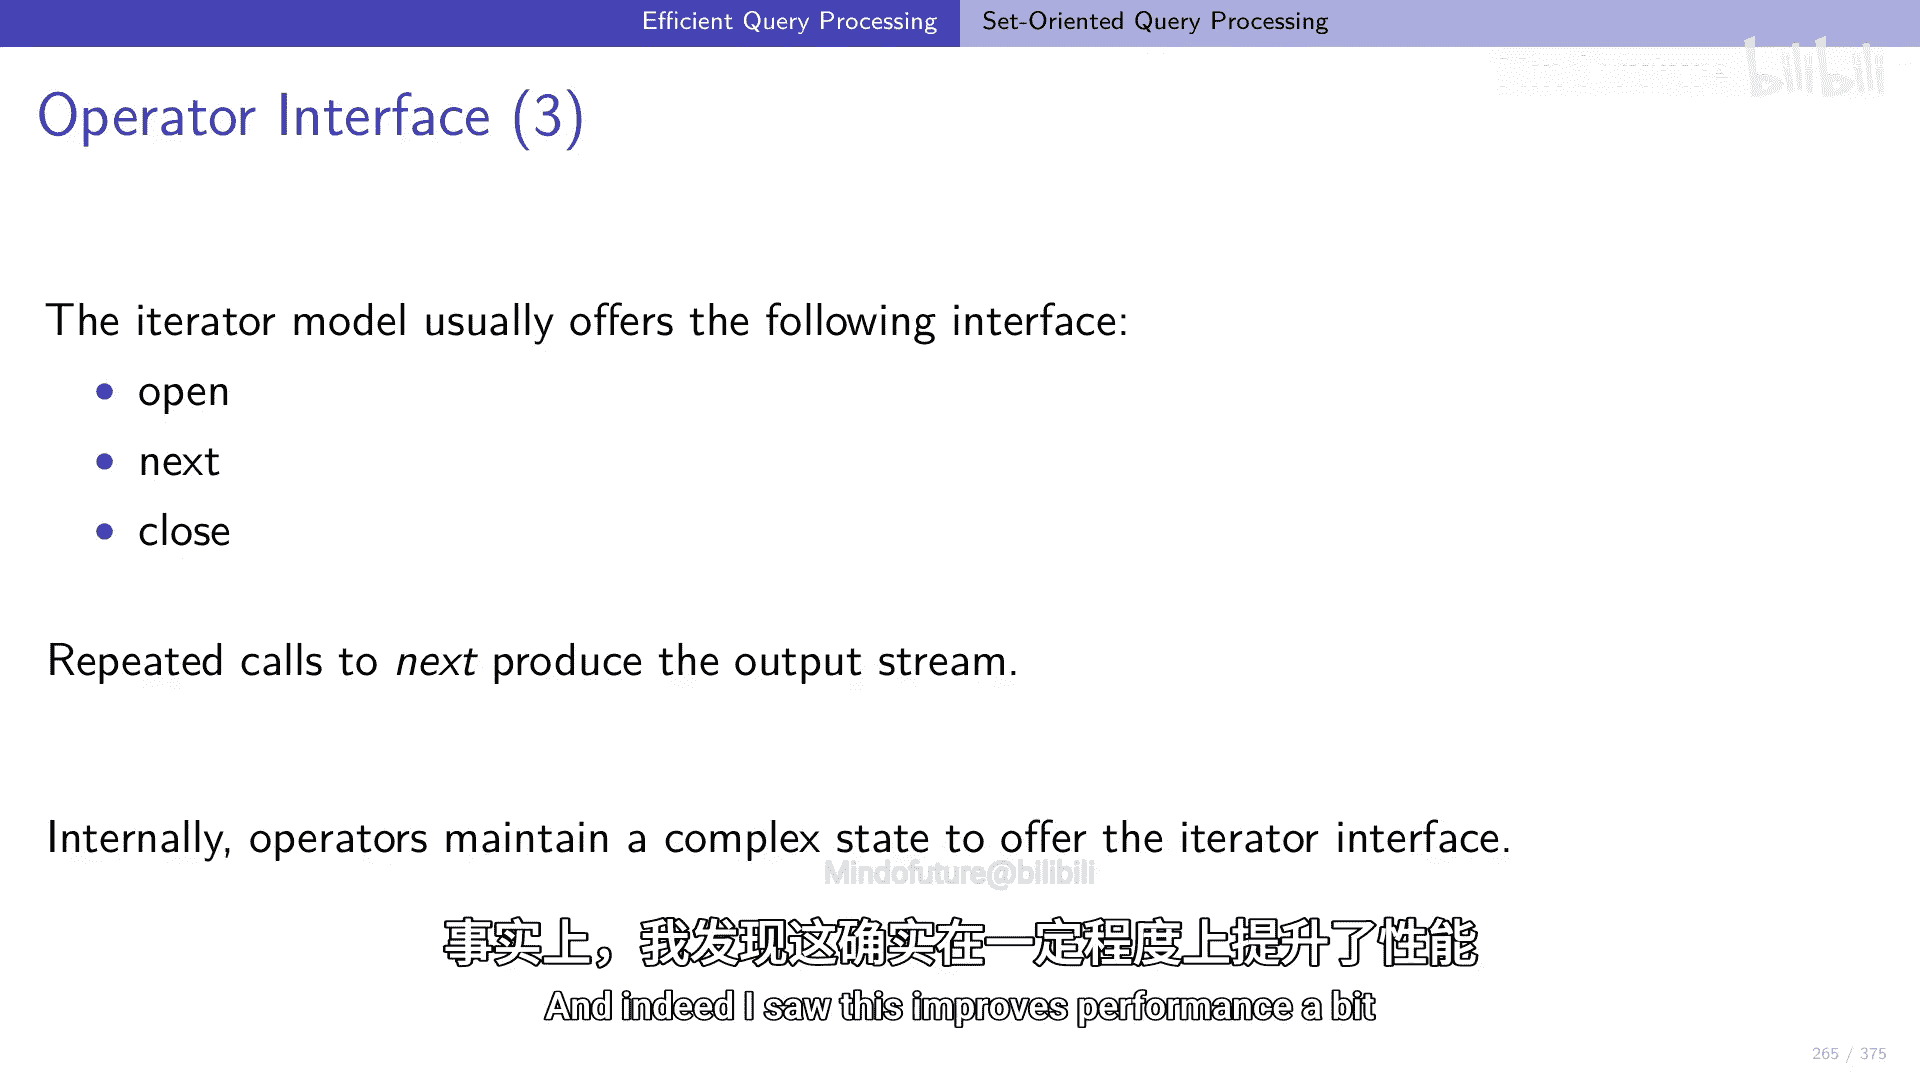 Efficient Query Processing
Set-Oriented Query Processing
bilibili
Operator Interface (3)
The iterator model usually offers the following interface:
• open
• next
• close
Repeated calls to next produce the output stream.
Internally, operators maintain a complex state to offer the iterator interface.
Mindofuture@bilibili
事实上，我发现这确实在一定程度上提升了性能
And indeed I saw this improves performance a bit
265 / 375